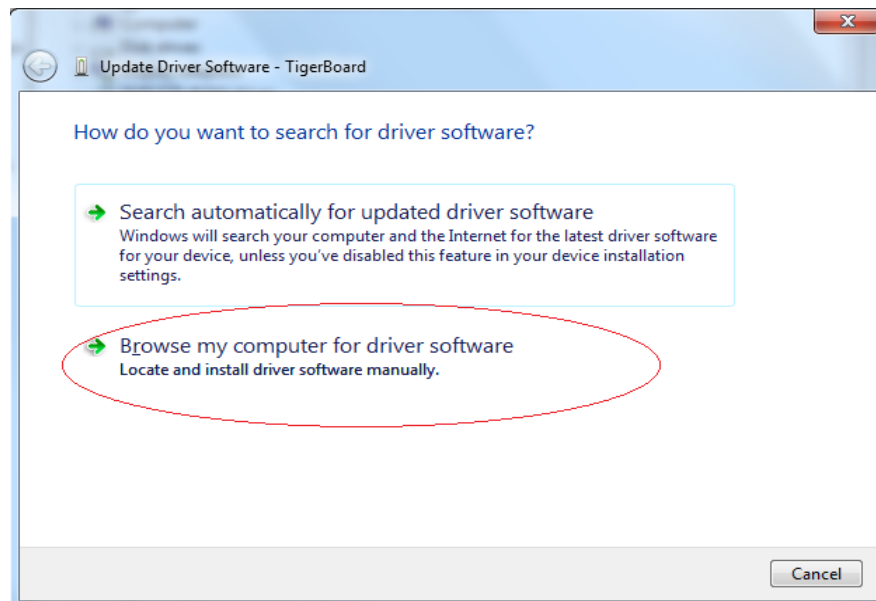 Computer
Update Driver Software - TigerBoard
How do you want to search for driver software?
Search automatically for updated driver software
Windows will search your computer and the Internet for the latest driver software
for your device, unless you've disabled this feature in your device installation
settings.
Browse my computer for driver software
Locate and install driver software manually.
Cancel